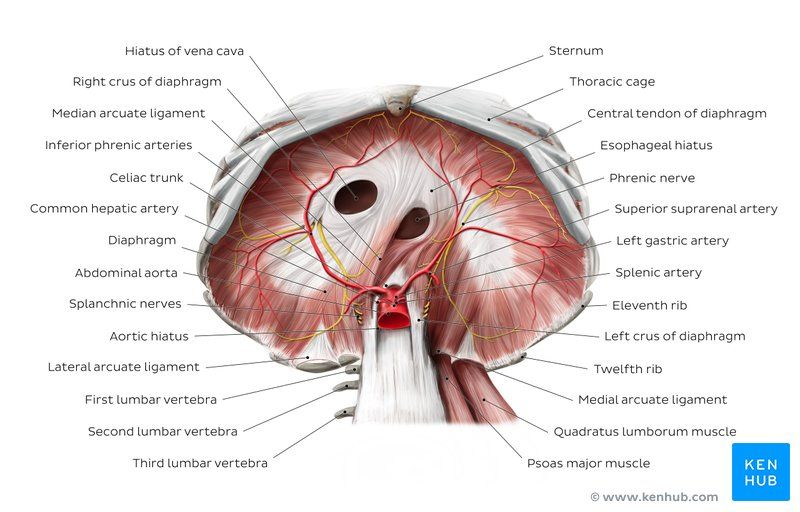 Hiatus of vena cava
Right crus of diaphragm
Median arcuate ligament
Inferior phrenic arteries
Celiac trunk
Common hepatic artery
Diaphragm
Abdominal aorta
Splanchnic nerves
Aortic hiatus
Lateral arcuate ligament
First lumbar vertebra
Second lumbar vertebra
Third lumbar vertebra
Sternum
Thoracic cage
Central tendon of diaphragm
Esophageal hiatus
Phrenic nerve
Superior suprarenal artery
Left gastric artery
Splenic artery
Eleventh rib
Left crus of diaphragm
Twelfth rib
Medial arcuate ligament
Quadratus lumborum muscle
Psoas major muscle
KEN
HUB
© www.kenhub.com